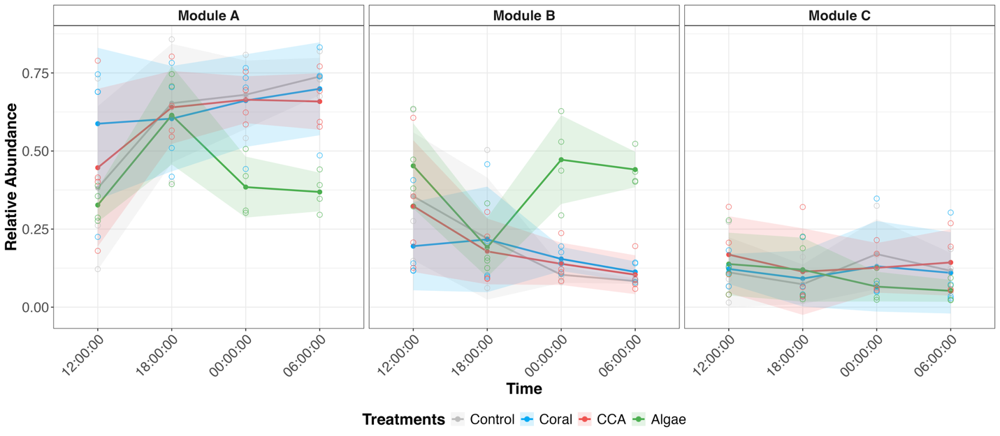 Module A Module B Module C
Relative Abundance
0.75
0.50
0.25
0.00
12:00:00 18:00:00 00:00:00 06:00:00 12:00:00 18:00:00 00:00:00 06:00:00 12:00:00 18:00:00 00:00:00 06:00:00
Time
Treatments Control Coral CCA Algae